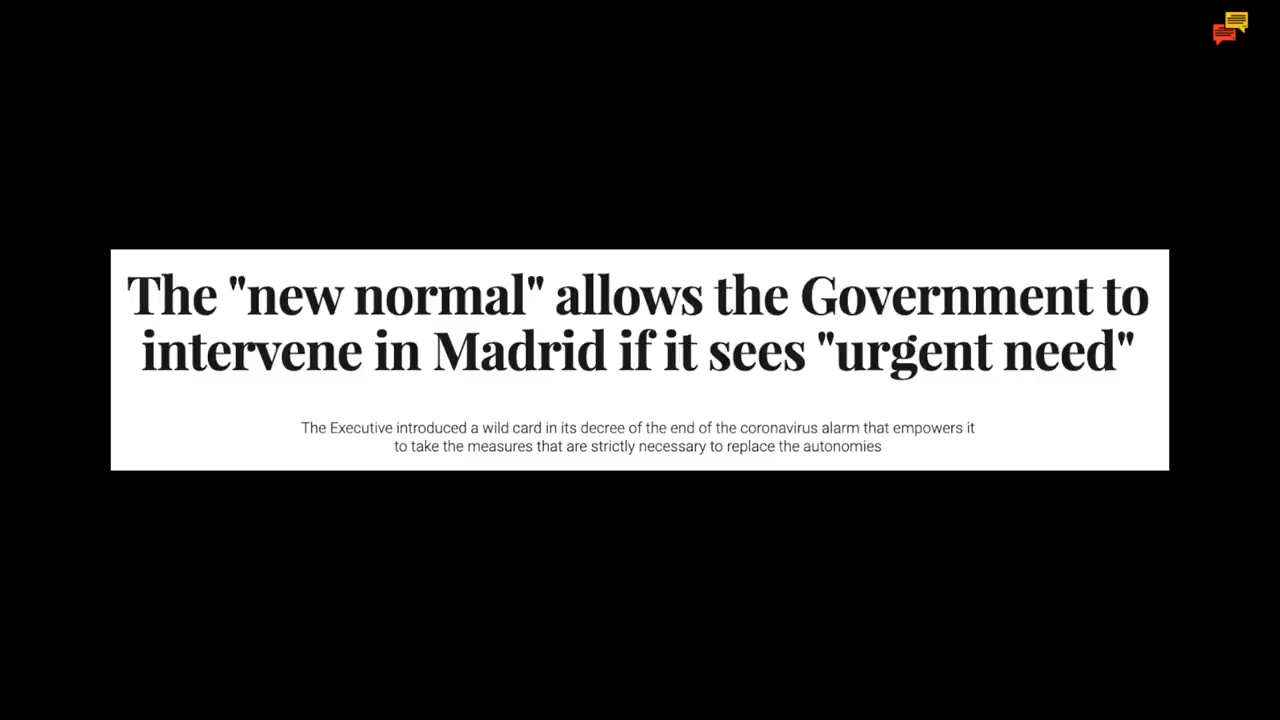 The "new normal" allows the Government to
intervene in Madrid if it sees "urgent need"
The Executive introduced a wild card in its decree of the end of the coronavirus alarm that empowers it
to take the measures that are strictly necessary to replace the autonomies